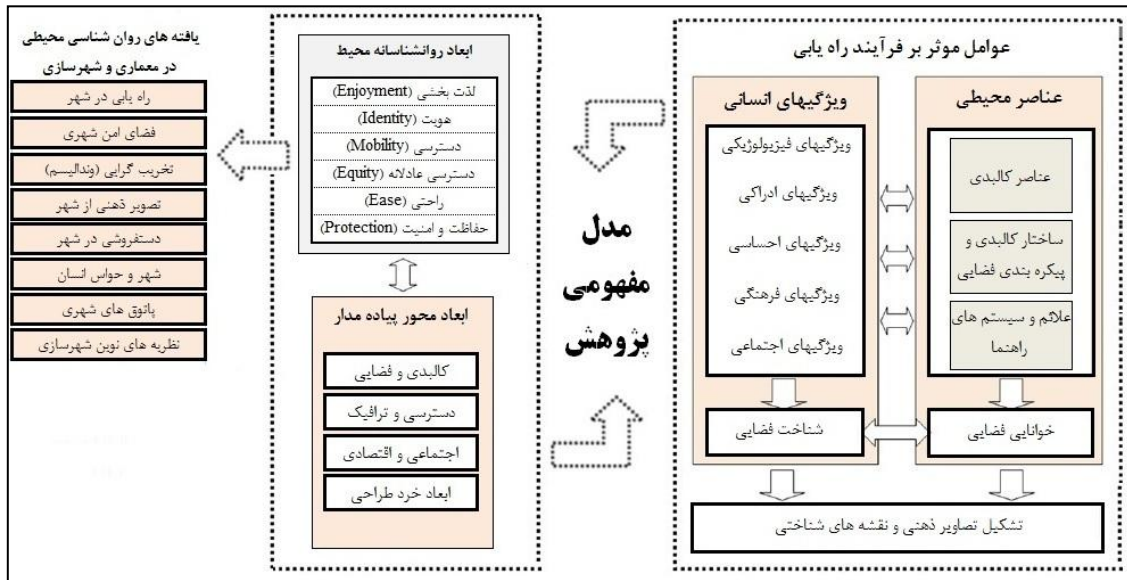 عوامل موثر بر فرآیند راه یابی
عناصر محیطی
عناصر کالبدی
ساختار کالبدی و
پیکره بندی فضایی
علائم و سیستم های
راهنما
خوانایی فضایی
ویژگیهای انسانی
ویژگیهای فیزیولوژیکی
ویژگیهای ادراکی
ویژگیهای احساسی
ویژگیهای فرهنگی
ویژگیهای اجتماعی
شناخت فضایی
تشکیل تصاویر ذهنی و نقشه های شناختی
مدل
مفهومی
پژوهش
ابعاد روانشناسانه محیط
لذت بخشی (Enjoyment)
هویت (Identity)
دسترسی (Mobility)
دسترسی عادلانه (Equity)
راحتی (Ease)
حفاظت و امنیت (Protection)
ابعاد محور پیاده مدار
کالبدی و فضایی
دسترسی و ترافیک
اجتماعی و اقتصادی
ابعاد خرد طراحی
یافته های روان شناسی محیطی
در معماری و شهرسازی
راه یابی در شهر
فضای امن شهری
تخریب گرایی (وندالیسم)
تصویر ذهنی از شهر
دستفروشی در شهر
شهر و حواس انسان
پاتوق های شهری
نظریه های نوین شهرسازی